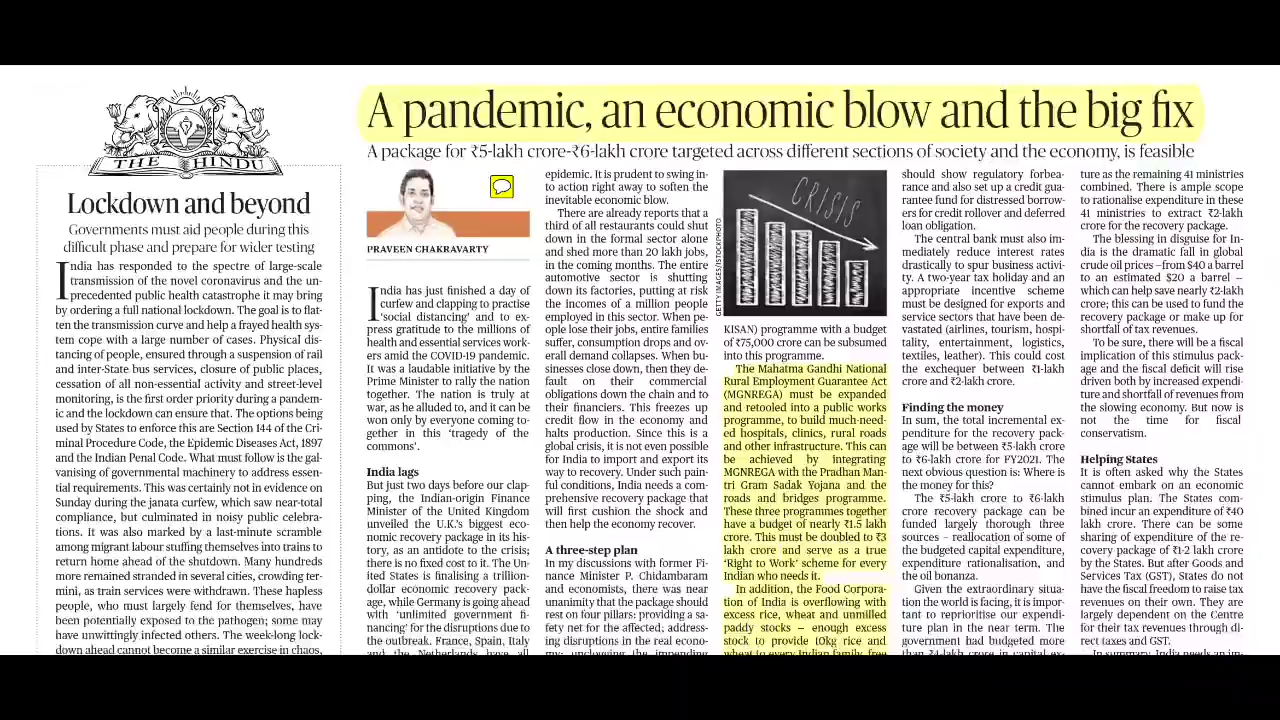 THE HINDU
Lockdown and beyond
Governments must aid people during this
difficult phase and prepare for wider testing
India has responded to the spectre of large-scale
transmission of the novel coronavirus and the un-
precedented public health catastrophe it may bring
by ordering a full national lockdown. The goal is to flat-
ten the transmission curve and help a frayed health sys-
tem cope with a large number of cases. Physical dis-
tancing of people, ensured through a suspension of rail
and inter-State bus services, closure of public places,
cessation of all non-essential activity and street-level
monitoring, is the first order priority during a pandem-
ic and the lockdown can ensure that. The options being
used by States to enforce this are Section 144 of the Cri-
minal Procedure Code, the Epidemic Diseases Act, 1897
and the Indian Penal Code. What must follow is the gal-
vanising of governmental machinery to address essen-
tial requirements. This was certainly not in evidence on
Sunday during the janata curfew, which saw near-total
compliance, but culminated in noisy public celebra-
tions. It was also marked by a last-minute scramble
among migrant labour stuffing themselves into trains to
return home ahead of the shutdown. Many hundreds
more remained stranded in several cities, crowding ter-
mini, as train services were withdrawn. These hapless
people, who must largely fend for themselves, have
been potentially exposed to the pathogen; some may
have unwittingly infected others. The week-long lock-
down ahead cannot become a similar exercise in chaos,
A pandemic, an economic blow and the big fix
A package for ₹5-lakh crore-₹6-lakh crore targeted across different sections of society and the economy, is feasible
PRAVEEN CHAKRAVARTY
India has just finished a day of
curfew and clapping to practise
'social distancing' and to ex-
press gratitude to the millions of
health and essential services work-
ers amid the COVID-19 pandemic.
It was a laudable initiative by the
Prime Minister to rally the nation
together. The nation is truly at
war, as he alluded to, and it can be
won only by everyone coming to-
gether in this 'tragedy of the
commons'.
India lags
But just two days before our clap-
ping, the Indian-origin Finance
Minister of the United Kingdom
unveiled the U.K.'s biggest eco-
nomic recovery package in its his-
tory, as an antidote to the crisis;
there is no fixed cost to it. The Un-
ited States is finalising a trillion-
dollar economic recovery pack-
age, while Germany is going ahead
with 'unlimited government fi-
nancing' for the disruptions due to
the outbreak. France, Spain, Italy
and the Netherlands have all
epidemic. It is prudent to swing in-
to action right away to soften the
inevitable economic blow.
There are already reports that a
third of all restaurants could shut
down in the formal sector alone
and shed more than 20 lakh jobs,
in the coming months. The entire
automotive sector is shutting
down its factories, putting at risk
the incomes of a million people
employed in this sector. When peo-
ple lose their jobs, entire families
suffer, consumption drops and ov-
erall demand collapses. When bu-
sinesses close down, then they de-
fault on their commercial
obligations down the chain and to
their financiers. This freezes up
credit flow in the economy and
halts production. Since this is a
global crisis, it is not even possible
for India to import and export its
way to recovery. Under such pain-
ful conditions, India needs a com-
prehensive recovery package that
will first cushion the shock and
then help the economy recover.
A three-step plan
In my discussions with former Fi-
nance Minister P. Chidambaram
and economists, there was near
unanimity that the package should
rest on four pillars: providing a sa-
fety net for the affected; address-
ing disruptions in the real econo-
my; unclogging the impending
CRISIS
GETTY IMAGES/ISTOCKPHOTO
KISAN) programme with a budget
of ₹75,000 crore can be subsumed
into this programme.
The Mahatma Gandhi National
Rural Employment Guarantee Act
(MGNREGA) must be expanded
and retooled into a public works
programme, to build much-need-
ed hospitals, clinics, rural roads
and other infrastructure. This can
be achieved by integrating
MGNREGA with the Pradhan Man-
tri Gram Sadak Yojana and the
roads and bridges programme.
These three programmes together
have a budget of nearly ₹1.5 lakh
crore. This must be doubled to ₹3
lakh crore and serve as a true
'Right to Work' scheme for every
Indian who needs it.
In addition, the Food Corpora-
tion of India is overflowing with
excess rice, wheat and unmilled
paddy stocks – enough excess
stock to provide 10kg rice and
wheat to every Indian family, free
should show regulatory forbea-
rance and also set up a credit gua-
rantee fund for distressed borrow-
ers for credit rollover and deferred
loan obligation.
The central bank must also im-
mediately reduce interest rates
drastically to spur business activi-
ty. A two-year tax holiday and an
appropriate incentive scheme
must be designed for exports and
service sectors that have been de-
vastated (airlines, tourism, hospi-
tality, entertainment, logistics,
textiles, leather). This could cost
the exchequer between ₹1-lakh
crore and ₹2-lakh crore.
Finding the money
In sum, the total incremental ex-
penditure for the recovery pack-
age will be between ₹5-lakh crore
to ₹6-lakh crore for FY2021. The
next obvious question is: Where is
the money for this?
The ₹5-lakh crore to ₹6-lakh
crore recovery package can be
funded largely thorough three
sources – reallocation of some of
the budgeted capital expenditure,
expenditure rationalisation, and
the oil bonanza.
Given the extraordinary situa-
tion the world is facing, it is impor-
tant to reprioritise our expendi-
ture plan in the near term. The
government had budgeted more
than ₹4-lakh crore in capital ex-
ture as the remaining 41 ministries
combined. There is ample scope
to rationalise expenditure in these
41 ministries to extract ₹2-lakh
crore for the recovery package.
The blessing in disguise for In-
dia is the dramatic fall in global
crude oil prices –from $40 a barrel
to an estimated $20 a barrel –
which can help save nearly ₹2-lakh
crore; this can be used to fund the
recovery package or make up for
shortfall of tax revenues.
To be sure, there will be a fiscal
implication of this stimulus pack-
age and the fiscal deficit will rise
driven both by increased expendi-
ture and shortfall of revenues from
the slowing economy. But now is
not the time for fiscal
conservatism.
Helping States
It is often asked why the States
cannot embark on an economic
stimulus plan. The States com-
bined incur an expenditure of ₹40
lakh crore. There can be some
sharing of expenditure of the re-
covery package of ₹1-2 lakh crore
by the States. But after Goods and
Services Tax (GST), States do not
have the fiscal freedom to raise tax
revenues on their own. They are
largely dependent on the Centre
for their tax revenues through di-
rect taxes and GST.
In summary, India needs an im-